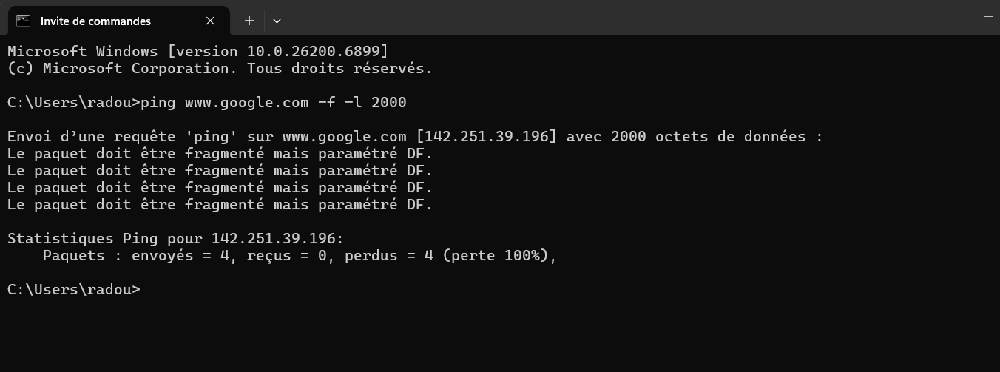 Invite de commandes
Microsoft Windows [version 10.0.26200.6899]
(c) Microsoft Corporation. Tous droits réservés.
C:\Users\radou>ping www.google.com -f -l 2000
Envoi d’une requête 'ping' sur www.google.com [142.251.39.196] avec 2000 octets de données :
Le paquet doit être fragmenté mais paramétré DF.
Le paquet doit être fragmenté mais paramétré DF.
Le paquet doit être fragmenté mais paramétré DF.
Le paquet doit être fragmenté mais paramétré DF.
Statistiques Ping pour 142.251.39.196:
    Paquets : envoyés = 4, reçus = 0, perdus = 4 (perte 100%),
C:\Users\radou>